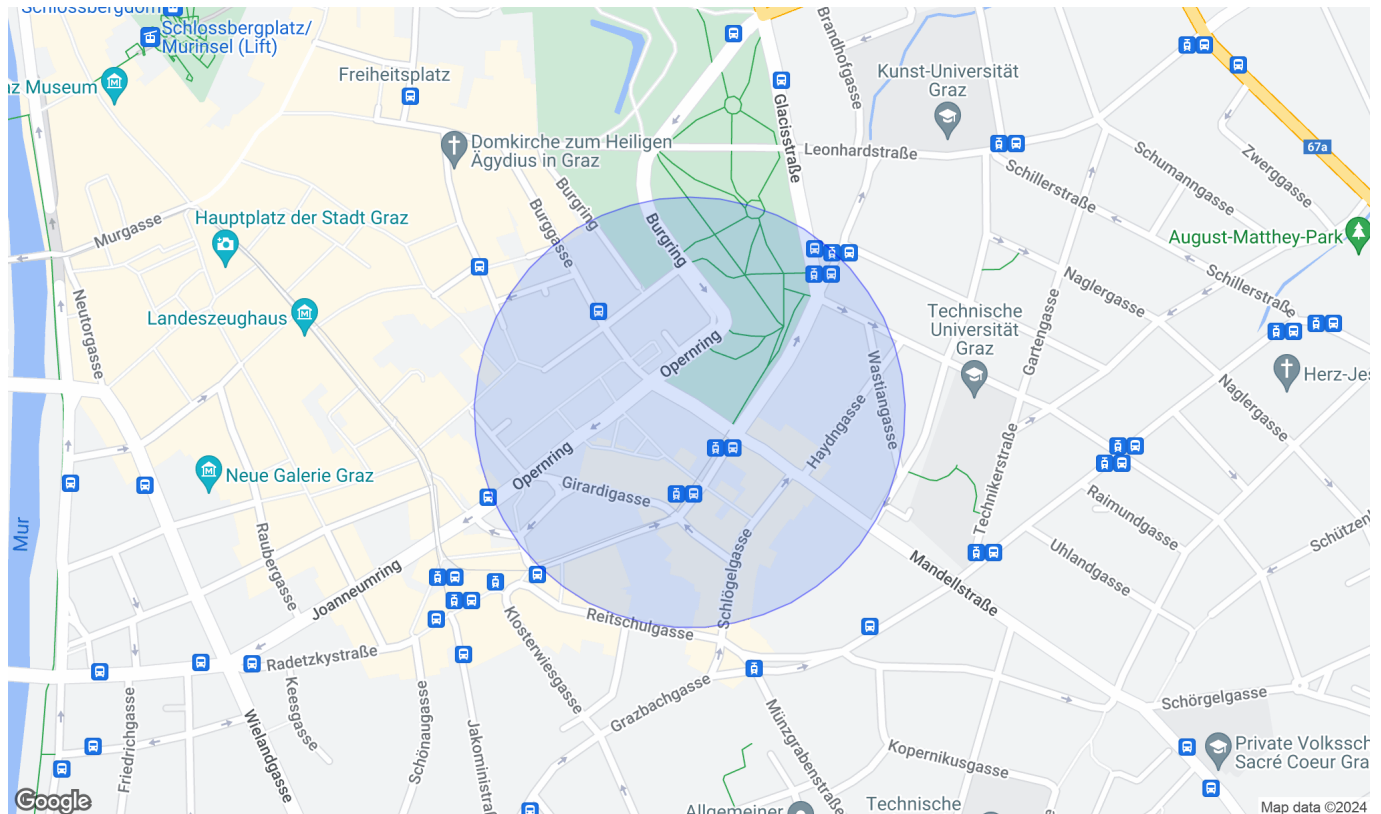 Schlossbergdom
Schlossbergplatz/
Murinsel (Lift)
Freiheitsplatz
nz Museum
Domkirche zum Heiligen
Ägydius in Graz
Brandhofgasse
Kunst-Universität
Graz
Glacisstraße
Leonhardstraße
67a
Zwerggasse
Schumanngasse
Schillerstraße
Murgasse
Hauptplatz der Stadt Graz
Burggasse
Burgring
Burgring
August-Matthey-Park
Schillerstraße
Naglergasse
Neutorgasse
Landeszeughaus
Opernring
Technische
Universität
Graz
Gartengasse
Wastiangasse
Herz-Jes
Naglergasse
Haydngasse
Opernring
Neue Galerie Graz
Girardigasse
Technikerstraße
Raimundgasse
Schützenh
Mur
Raubergasse
Uhlandgasse
Joanneumring
Schlögelgasse
Mandellstraße
Reitschulgasse
Klosterwiesgasse
Radetzkystraße
Keesgasse
Schönaugasse
Grazbachgasse
Schörgelgasse
Friedrichgasse
Wielandgasse
Jakoministraß
Münzgrabenstraße
Kopernikusgasse
Private Volkssch
Sacré Coeur Gra
Google
Allgemeiner
Technische
Map data ©2024